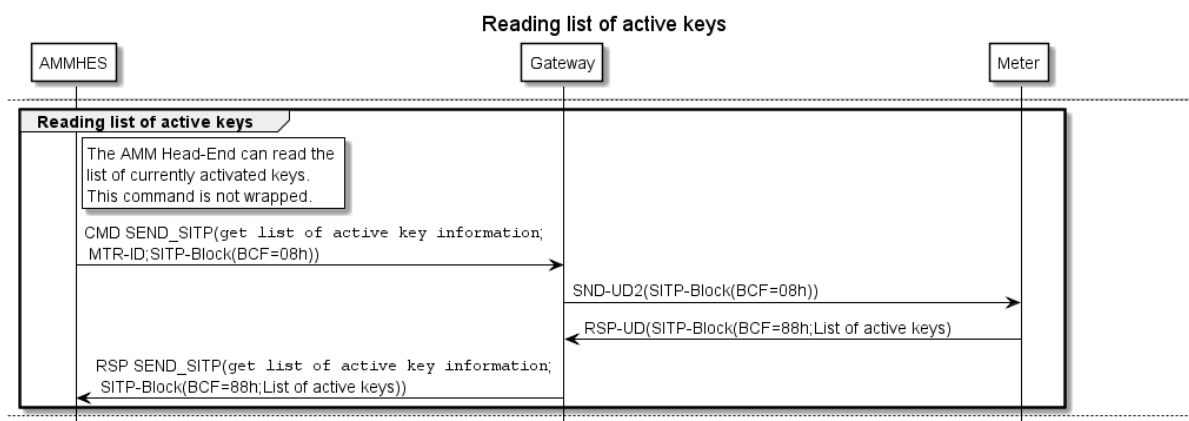 Reading list of active keys
AMMHES
Gateway
Meter
Reading list of active keys
The AMM Head-End can read the
list of currently activated keys.
This command is not wrapped.
CMD SEND_SITP(get list of active key information;
MTR-ID;SITP-Block(BCF=08h))
SND-UD2(SITP-Block(BCF=08h))
RSP-UD(SITP-Block(BCF=88h;List of active keys)
RSP SEND_SITP(get list of active key information;
SITP-Block(BCF=88h;List of active keys))